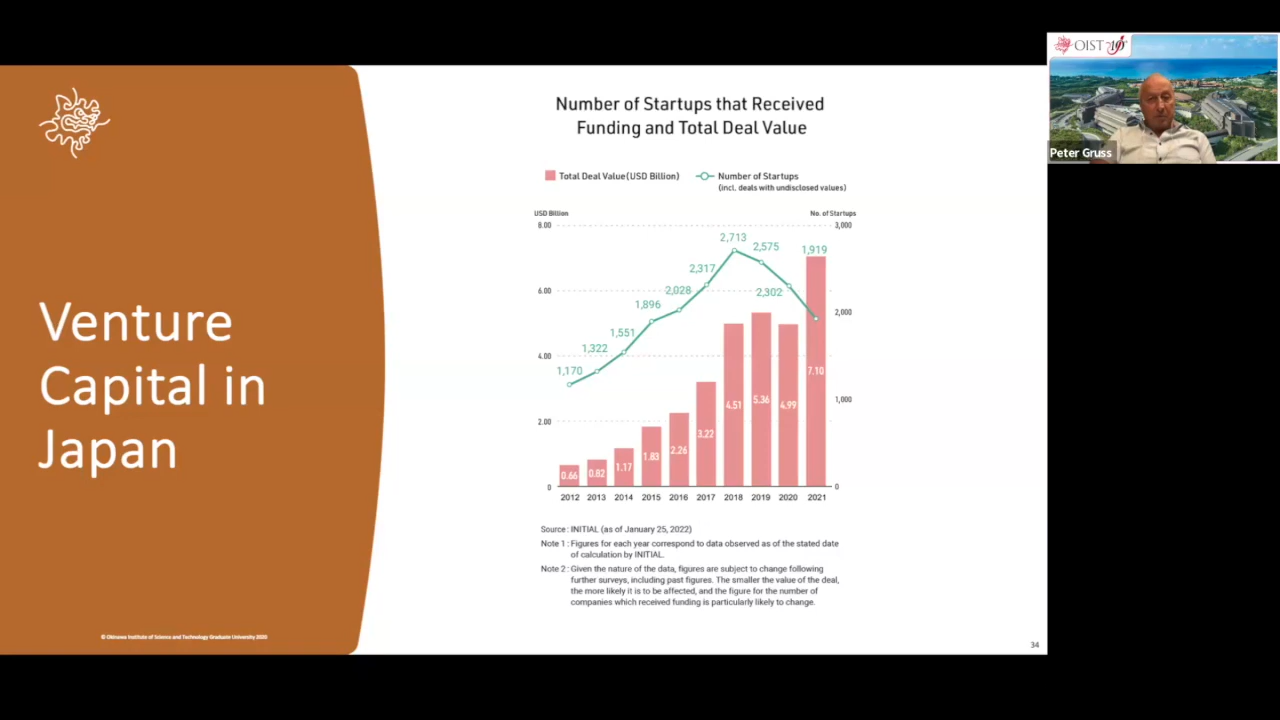 Venture
Capital in
Japan
© Okinawa Institute of Science and Technology Graduate University 2020
Number of Startups that Received
Funding and Total Deal Value
Total Deal Value(USD Billion)
Number of Startups
(incl. deals with undisclosed values)
USD Billion
No. of Startups
8.00
6.00
4.00
2.00
0
3,000
2,000
1,000
0
1,170
1,322
1,551
1,896
2,028
2,317
2,713
2,575
2,302
1,919
0.66
0.82
1.17
1.83
2.26
3.22
4.51
5.36
4.99
7.10
2012 2013 2014 2015 2016 2017 2018 2019 2020 2021
Source : INITIAL (as of January 25, 2022)
Note 1 : Figures for each year correspond to data observed as of the stated date
of calculation by INITIAL.
Note 2 : Given the nature of the data, figures are subject to change following
further surveys, including past figures. The smaller the value of the deal,
the more likely it is to be affected, and the figure for the number of
companies which received funding is particularly likely to change.
34
OIST 10
Peter Gruss